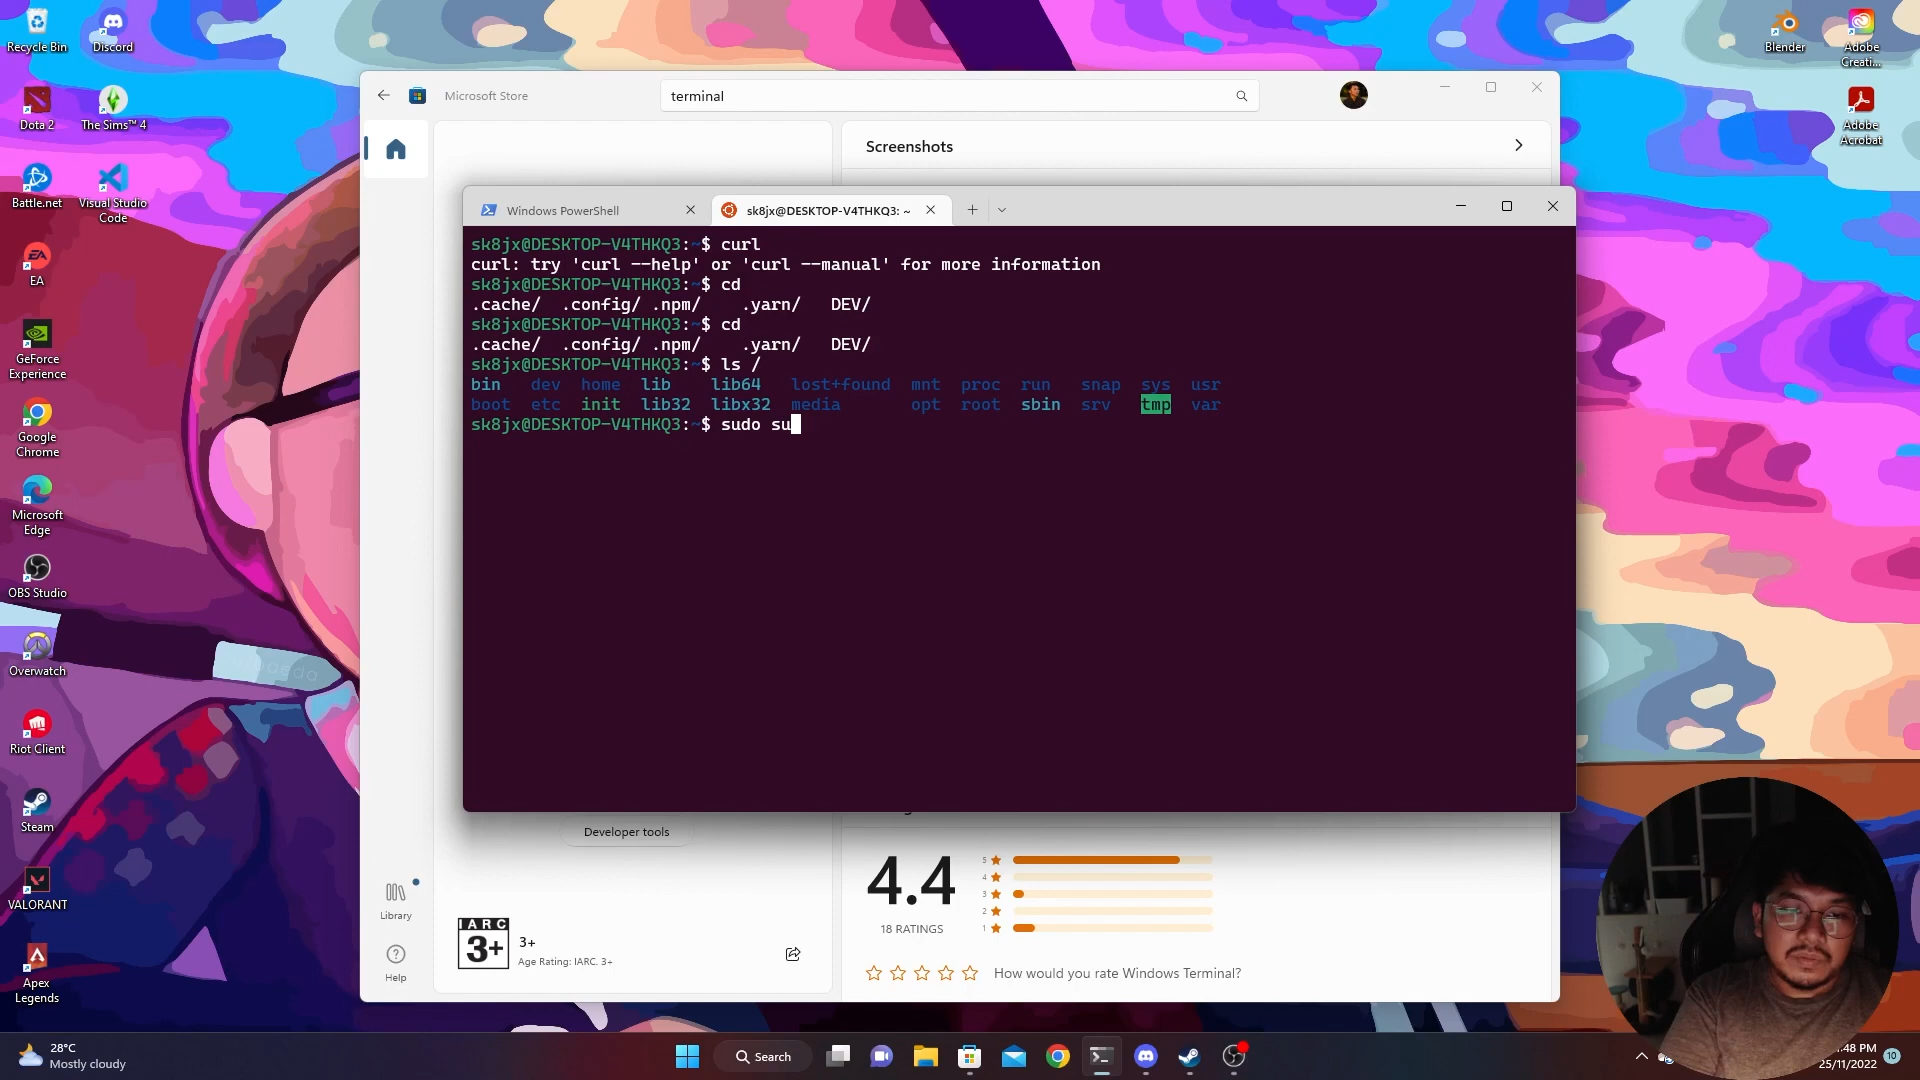 Recycle Bin
Discord
Dota 2
The Sims™ 4
Battle.net
Visual Studio
Code
EA
GeForce
Experience
Google
Chrome
Microsoft
Edge
OBS Studio
Overwatch
Riot Client
Steam
VALORANT
Apex
Legends
Blender
Adobe
Creati...
Adobe
Acrobat
Microsoft Store
terminal
Screenshots
Windows PowerShell
sk8jx@DESKTOP-V4THKQ3: ~
sk8jx@DESKTOP-V4THKQ3:~$ curl
curl: try 'curl --help' or 'curl --manual' for more information
sk8jx@DESKTOP-V4THKQ3:~$ cd
.cache/ .config/ .npm/ .yarn/ DEV/
sk8jx@DESKTOP-V4THKQ3:~$ cd
.cache/ .config/ .npm/ .yarn/ DEV/
sk8jx@DESKTOP-V4THKQ3:~$ ls /
bin dev home lib lib64 lost+found mnt proc run snap sys usr
boot etc init lib32 libx32 media opt root sbin srv tmp var
sk8jx@DESKTOP-V4THKQ3:~$ sudo su
Developer tools
Library
Help
IARC
3+
3+
Age Rating: IARC. 3+
4.4
18 RATINGS
5
4
3
2
1
How would you rate Windows Terminal?
28°C
Mostly cloudy
Search
:48 PM
25/11/2022
10